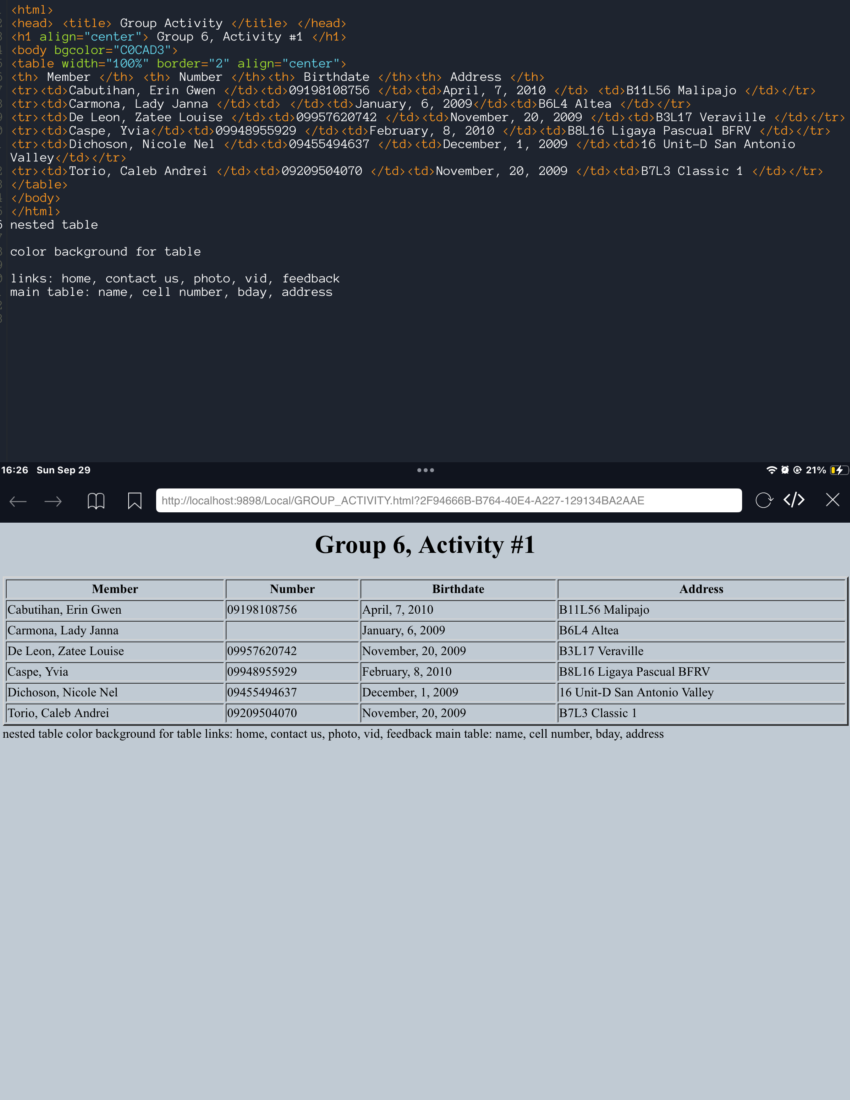 <html>
<head> <title> Group Activity </title> </head>
<h1 align="center"> Group 6, Activity #1 </h1>
<body bgcolor="C0CAD3">
<table width="100%" border="2" align="center">
<th> Member </th> <th> Number </th><th> Birthdate </th><th> Address </th>
<tr><td>Cabutihan, Erin Gwen </td><td>09198108756 </td><td>April, 7, 2010 </td> <td>B11L56 Malipajo </td></tr>
<tr><td>Carmona, Lady Janna </td><td> </td><td>January, 6, 2009</td><td>B6L4 Altea </td></tr>
<tr><td>De Leon, Zatee Louise </td><td>09957620742 </td><td>November, 20, 2009 </td><td>B3L17 Veraville </td></tr>
<tr><td>Caspe, Yvia</td><td>09948955929 </td><td>February, 8, 2010 </td><td>B8L16 Ligaya Pascual BFRV </td></tr>
<tr><td>Dichoson, Nicole Nel </td><td>09455494637 </td><td>December, 1, 2009 </td><td>16 Unit-D San Antonio
Valley</td></tr>
<tr><td>Torio, Caleb Andrei </td><td>09209504070 </td><td>November, 20, 2009 </td><td>B7L3 Classic 1 </td></tr>
</table>
</body>
</html>
nested table
color background for table
links: home, contact us, photo, vid, feedback
main table: name, cell number, bday, address
16:26 Sun Sep 29 21%
http://localhost:9898/Local/GROUP_ACTIVITY.html?2F94666B-B764-40E4-A227-129134BA2AAE
Group 6, Activity #1
Member Number Birthdate Address
Cabutihan, Erin Gwen 09198108756 April, 7, 2010 B11L56 Malipajo
Carmona, Lady Janna January, 6, 2009 B6L4 Altea
De Leon, Zatee Louise 09957620742 November, 20, 2009 B3L17 Veraville
Caspe, Yvia 09948955929 February, 8, 2010 B8L16 Ligaya Pascual BFRV
Dichoson, Nicole Nel 09455494637 December, 1, 2009 16 Unit-D San Antonio Valley
Torio, Caleb Andrei 09209504070 November, 20, 2009 B7L3 Classic 1
nested table color background for table links: home, contact us, photo, vid, feedback main table: name, cell number, bday, address